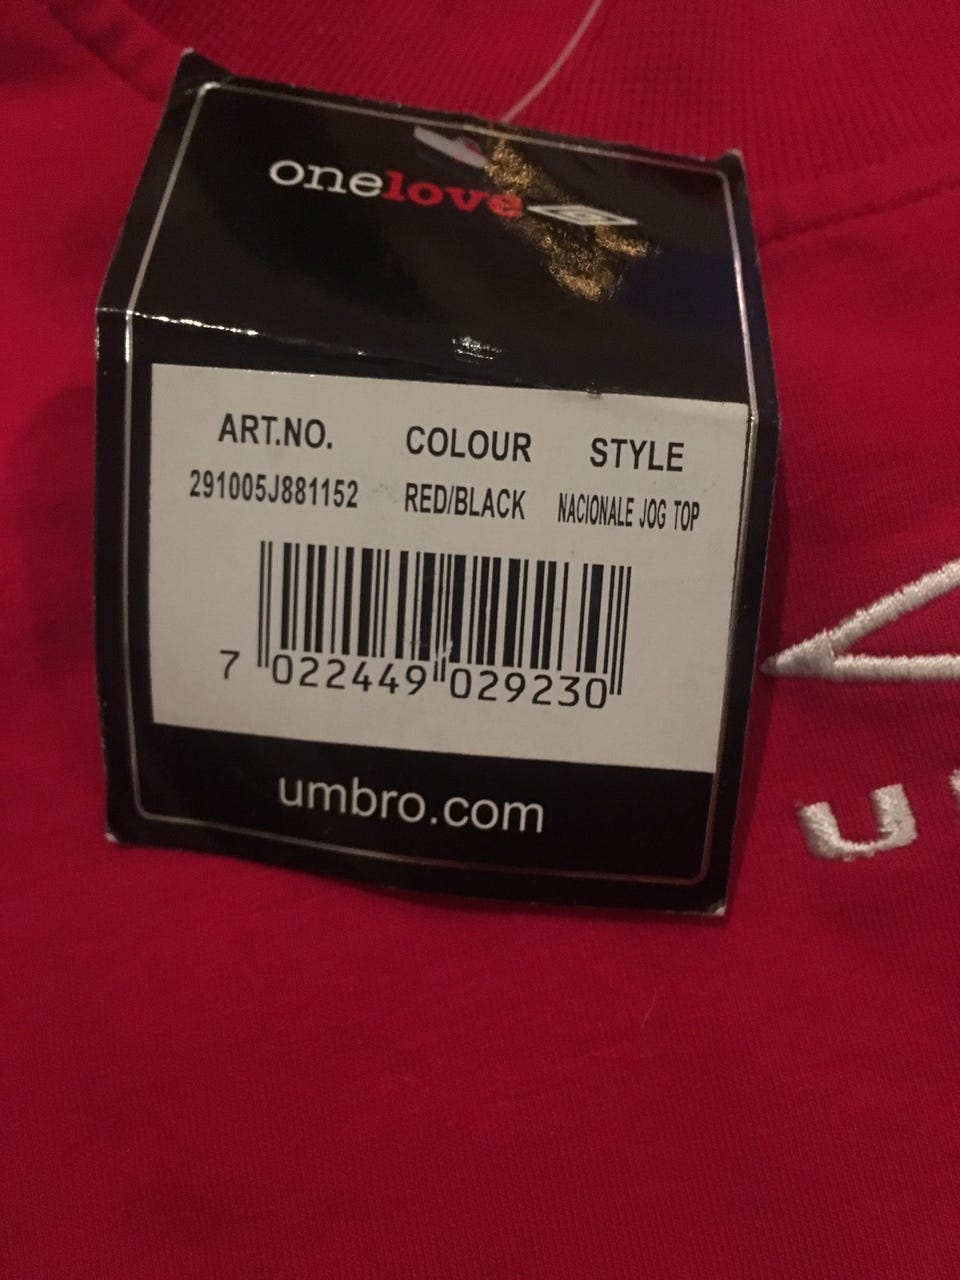 onelove
ART.NO. COLOUR STYLE
291005J881152 RED/BLACK NACIONALE JOG TOP
7 022449 029230
umbro.com
u